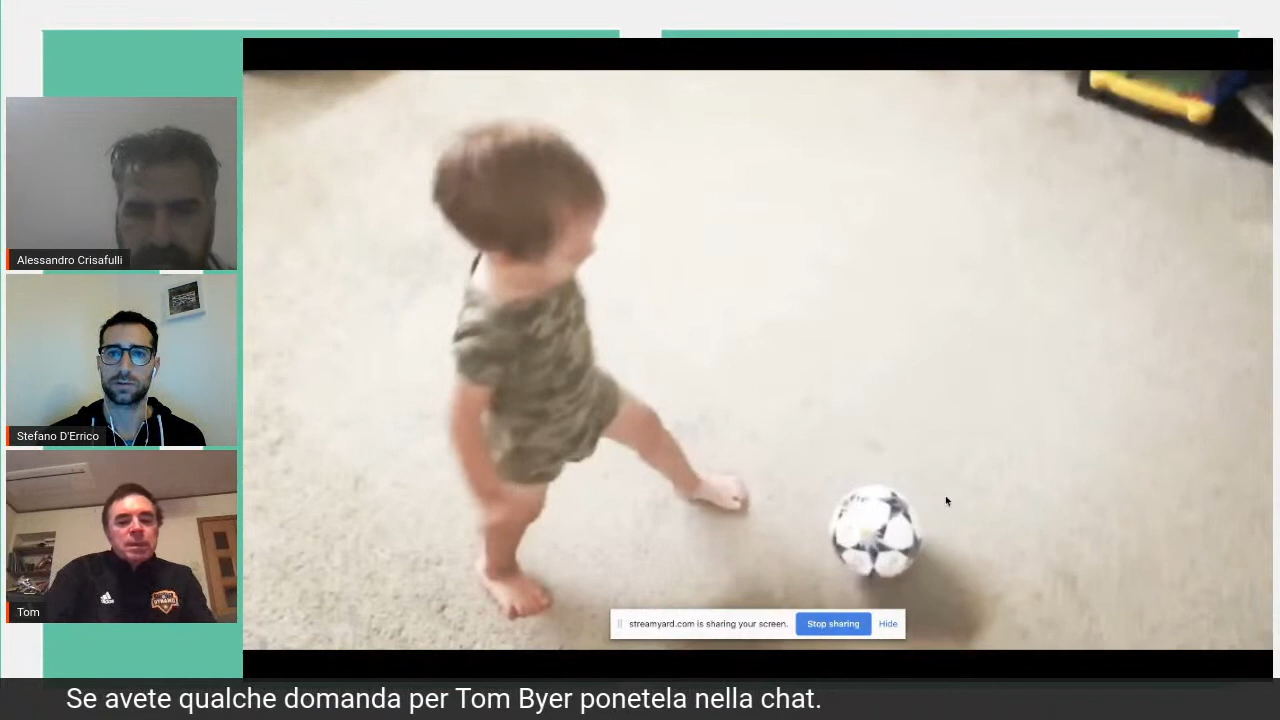 Alessandro Crisafulli
Stefano D'Errico
Tom
DYNAMO
streamyard.com is sharing your screen.
Stop sharing
Hide
Se avete qualche domanda per Tom Byer ponetela nella chat.